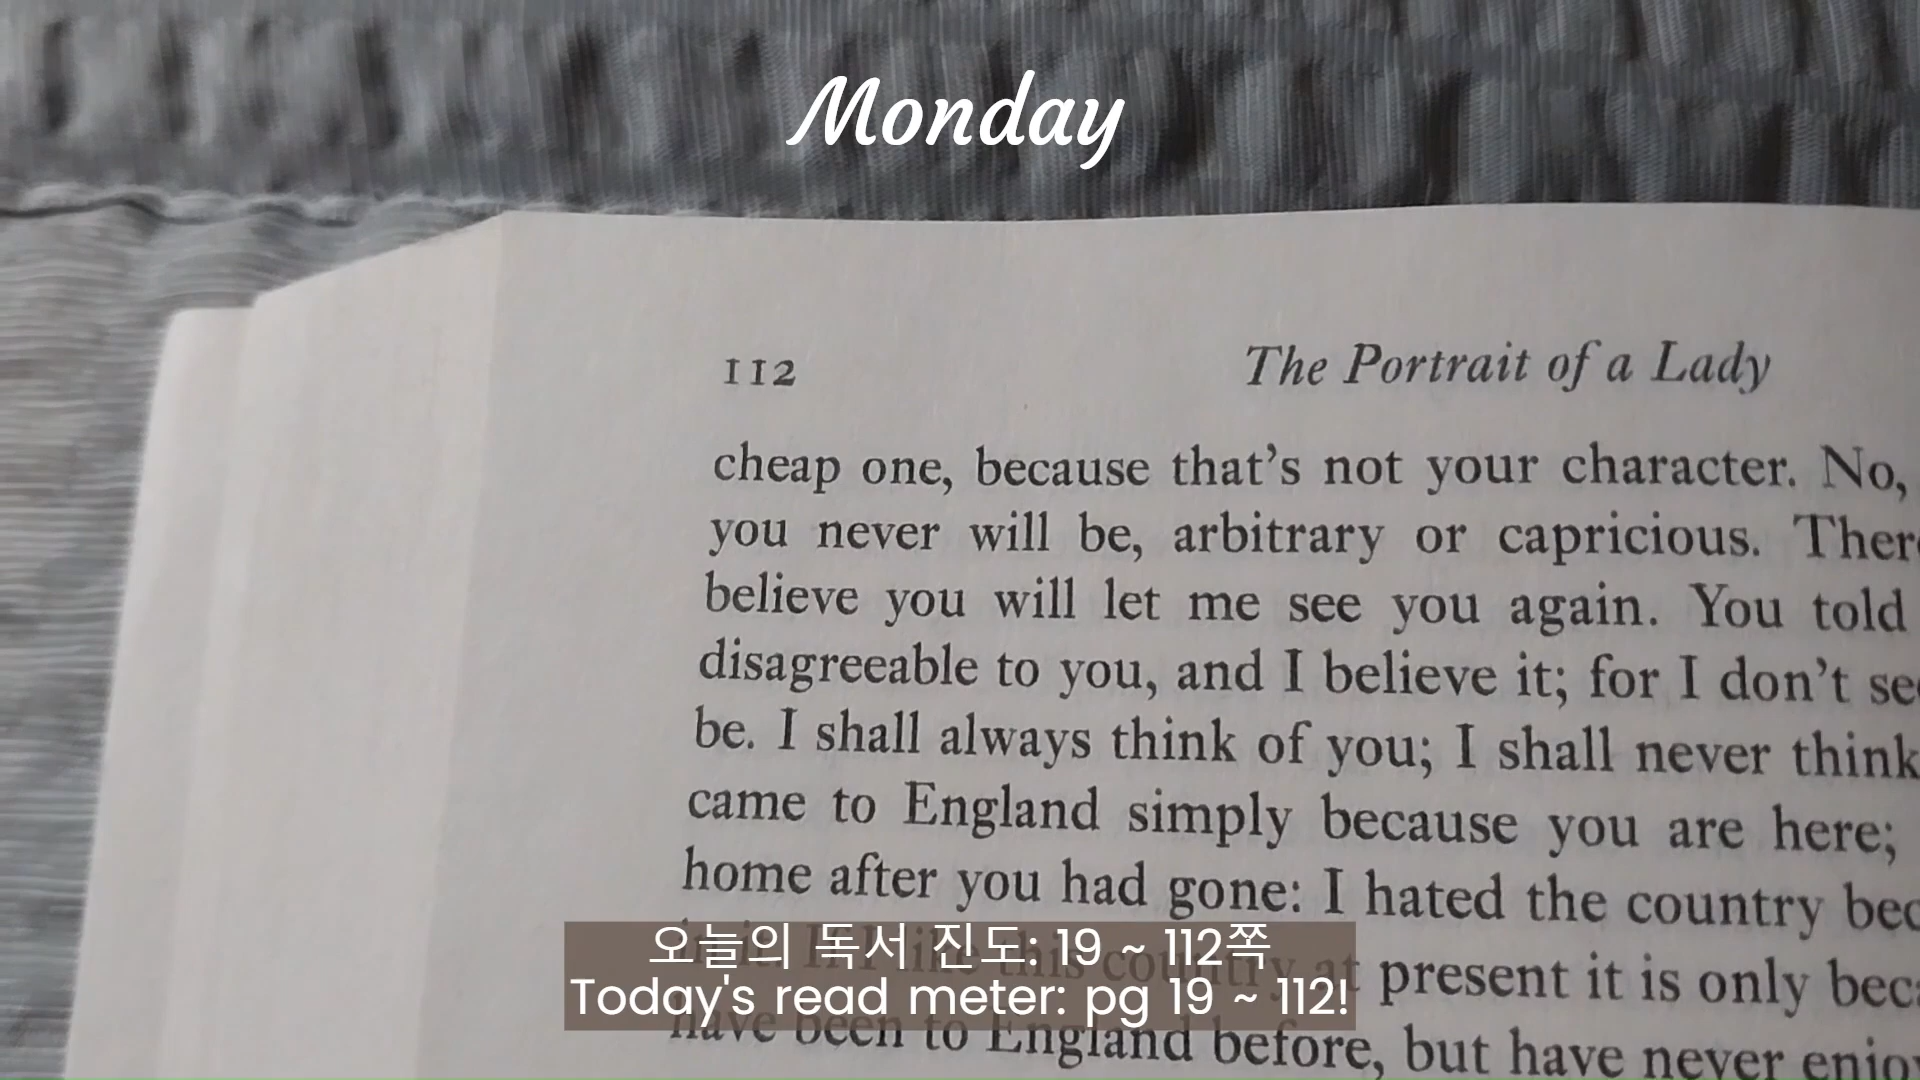 Monday
112
The Portrait of a Lady
cheap one, because that's not your character. No,
you never will be, arbitrary or capricious.
believe you will let me see you again. You told
disagreeable to you, and I believe it; for I don't
be. I shall always think of you; I shall never think
came to England simply because you are here;
home after you had gone: I hated the country
present it is only
오늘의 독서 진도: 19 ~ 112쪽
Today's read meter: pg 19 ~ 112!
have been to England before, but have never